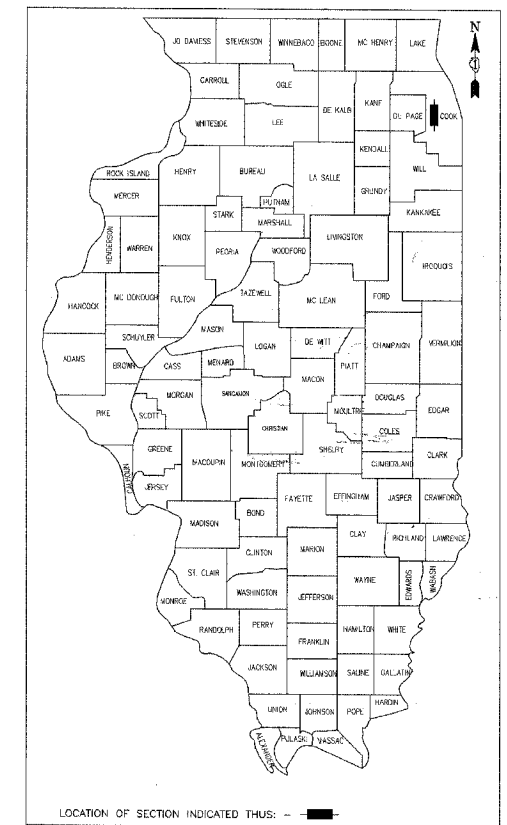 N
JO DAVIESS STEVENSON WINNEBAGO BOONE MC HENRY LAKE
CARROLL OGLE
DE KALB KANE DU PAGE COOK
WHITESIDE LEE
KENDALL
WILL
ROCK ISLAND HENRY BUREAU LA SALLE
GRUNDY
MERCER PUTNAM
STARK MARSHALL KANKAKEE
HENDERSON WARREN KNOX LIVINGSTON
PEORIA WOODFORD IROQUOIS
HANCOCK MC DONOUGH FULTON TAZEWELL MC LEAN FORD
MASON
SCHUYLER LOGAN DE WITT CHAMPAIGN VERMILION
ADAMS BROWN CASS MENARD PIATT
MACON
MORGAN SANGAMON DOUGLAS
PIKE SCOTT MOULTRIE EDGAR
CHRISTIAN COLES
GREENE SHELBY CLARK
MACOUPIN MONTGOMERY CUMBERLAND
CALHOUN JERSEY
FAYETTE EFFINGHAM JASPER CRAWFORD
BOND
MADISON CLAY RICHLAND LAWRENCE
CLINTON MARION
ST. CLAIR WAYNE EDWARDS WABASH
WASHINGTON JEFFERSON
MONROE
RANDOLPH PERRY HAMILTON WHITE
FRANKLIN
JACKSON WILLIAMSON SALINE GALLATIN
HARDIN
UNION JOHNSON POPE
ALEXANDER PULASKI MASSAC
LOCATION OF SECTION INDICATED THUS: -